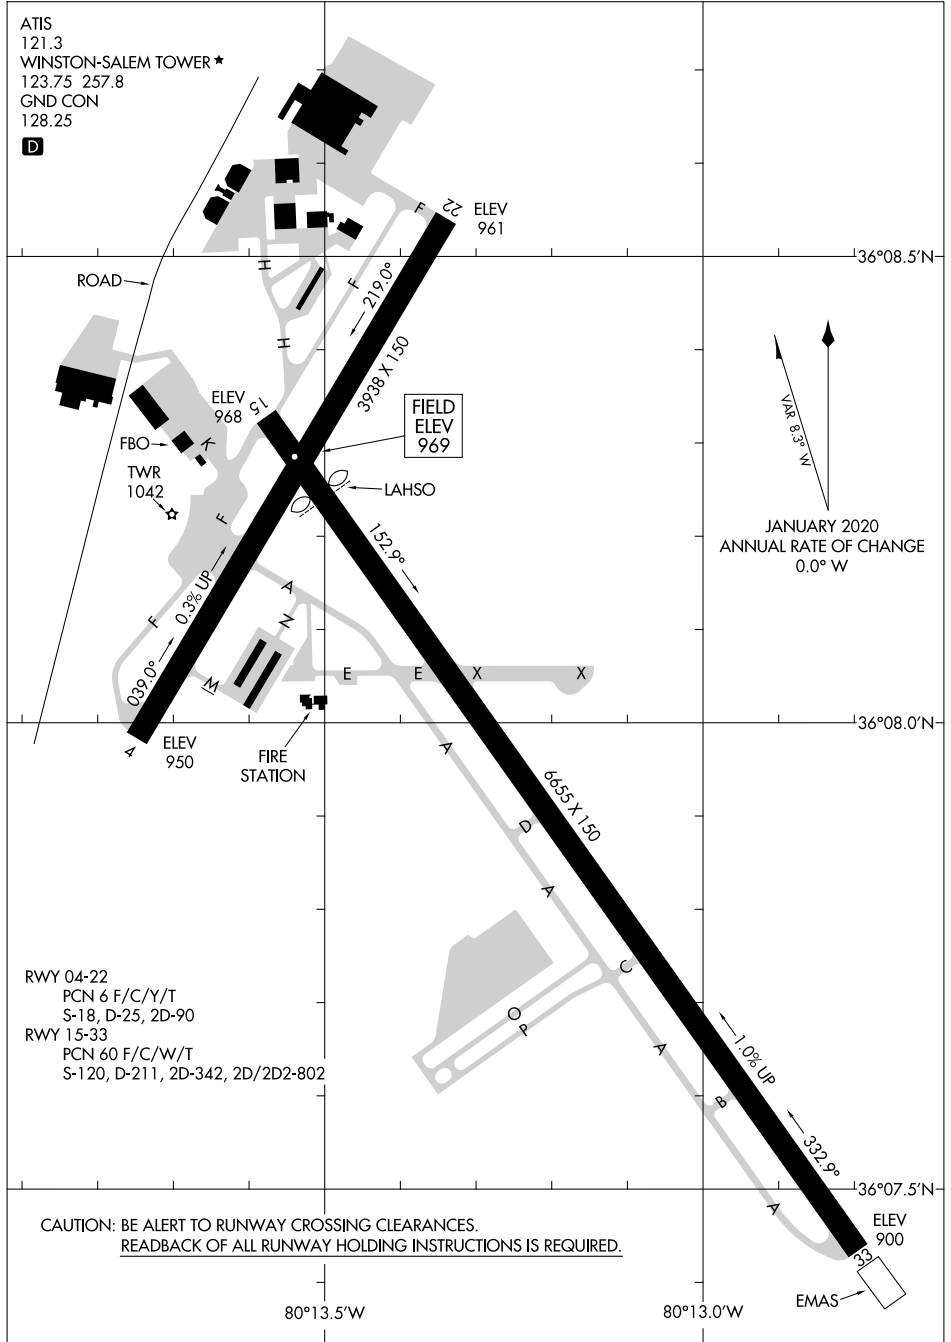 ATIS
121.3
WINSTON-SALEM TOWER★
123.75 257.8
GND CON
128.25
D
F
22
ELEV
961
36°08.5'N
H
F
219.0°
ROAD
H
3938 X 150
VAR 8.3° W
ELEV
968
15
FIELD
ELEV
969
FBO
K
TWR
1042
LAHSO
F
152.9°
JANUARY 2020
ANNUAL RATE OF CHANGE
0.0° W
A
0.3% UP
F
N
039.0°
M
E
E
X
X
4
ELEV
950
FIRE
STATION
36°08.0'N
A
6655 X 150
D
A
C
RWY 04-22
PCN 6 F/C/Y/T
S-18, D-25, 2D-90
RWY 15-33
PCN 60 F/C/W/T
S-120, D-211, 2D-342, 2D/2D2-802
O
P
A
1.0% UP
B
332.9°
36°07.5'N
A
CAUTION: BE ALERT TO RUNWAY CROSSING CLEARANCES.
READBACK OF ALL RUNWAY HOLDING INSTRUCTIONS IS REQUIRED.
ELEV
900
33
EMAS
80°13.5'W
80°13.0'W